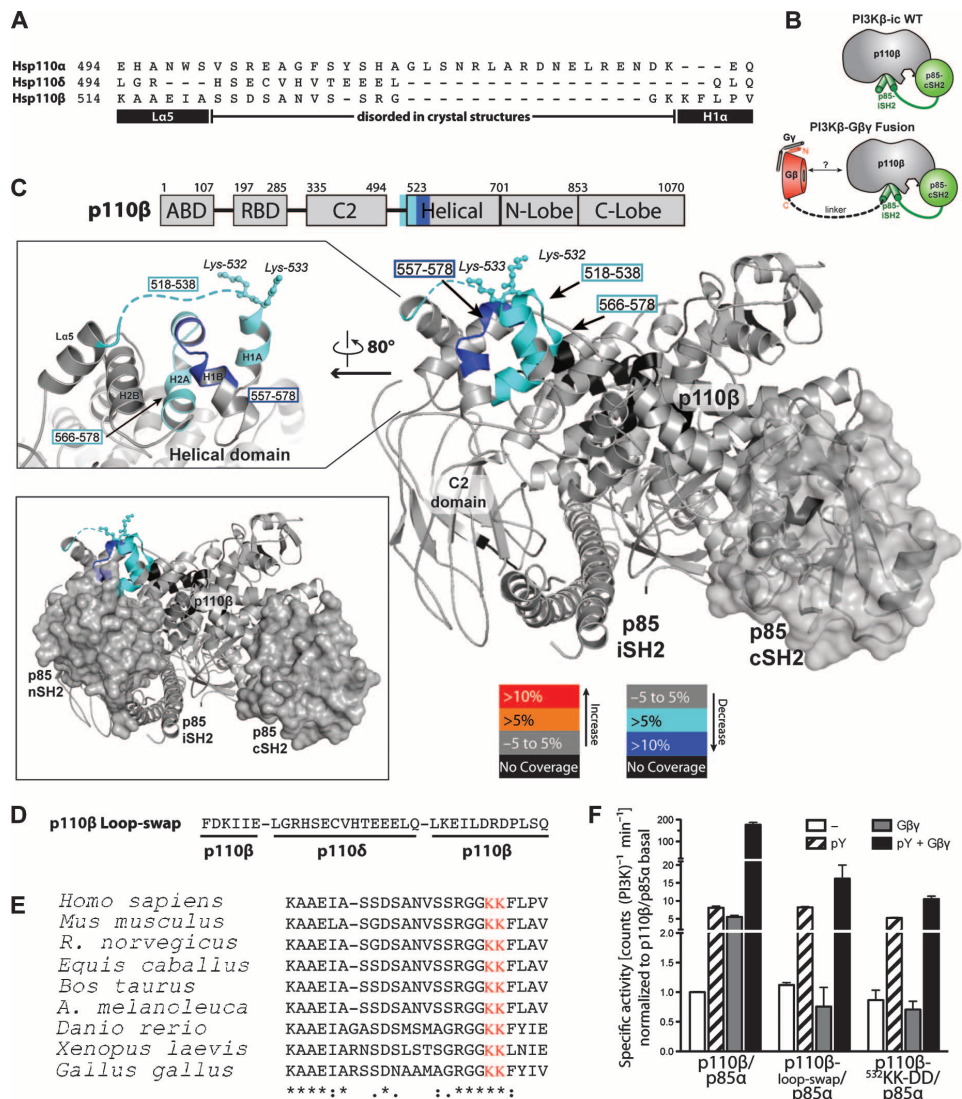 A
Hsp110α 494 E H A N W S V S R E A G F S Y S H A G L S N R L A R D N E L R E N D K - - - E Q
Hsp110δ 494 L G R - - H S E C V H V T E E E L - - - - - - - - - - - - - - - - - - - Q L Q
Hsp110β 514 K A A E I A S S D S A N V S - S R G - - - - - - - - - - - - - - G K K F L P V
Lα5 disorded in crystal structures H1α
B
PI3Kβ-ic WT
p110β
p85-iSH2
p85-cSH2
PI3Kβ-Gβγ Fusion
Gγ
N
Gβ
C
?
linker
p110β
p85-iSH2
p85-cSH2
C
1 107 197 285 335 494 523 701 853 1070
p110β ABD RBD C2 Helical N-Lobe C-Lobe
Lys-532
Lys-533
518-538
Lα5
H2B
H2A
H1B
H1A
557-578
566-578
Helical domain
80°
557-578
Lys-533
Lys-532
518-538
566-578
p110β
C2
domain
p85
iSH2
p85
cSH2
p110β
p85
nSH2
p85
iSH2
p85
cSH2
>10%
>5%
–5 to 5%
No Coverage
Increase
–5 to 5%
>5%
>10%
No Coverage
Decrease
D
p110β Loop-swap FDKIIE–LGRHSECVHTEEELQ–LKEILDRDPLSQ
p110β p110δ p110β
E
Homo sapiens KAAEIA-SSDSANVSSRGGKKFLPV
Mus musculus KAAELA-SGDSANVSSRGGKKFLAV
R. norvegicus KAAEIA-SSDSANVSSRGGKKFLAV
Equis caballus KAAEIA-SSDSANVSSRGGKKFLAV
Bos taurus KAAEIA-SSDSANVSSRGGKKFLAV
A. melanoleuca KAAEIA-SSDSANVSSRGGKKFLAV
Danio rerio KAAEIAGASDSMSMAGRGGKKFYIE
Xenopus laevis KAAEIARNSDSLSTSGRGGKKLNIE
Gallus gallus KAAEIARSSDNAAMAGRGGKKFYIV
****:* .*. . .:*****:
F
Specific activity [counts (PI3K)⁻¹ min⁻¹]
normalized to p110β/p85α basal
200
100
20
15
10
5
2.0
1.5
1.0
0.5
0.0
– Gβγ
pY pY + Gβγ
p110β/
p85α
p110β-
loop-swap/
p85α
p110β-
⁵³²KK-DD/
p85α